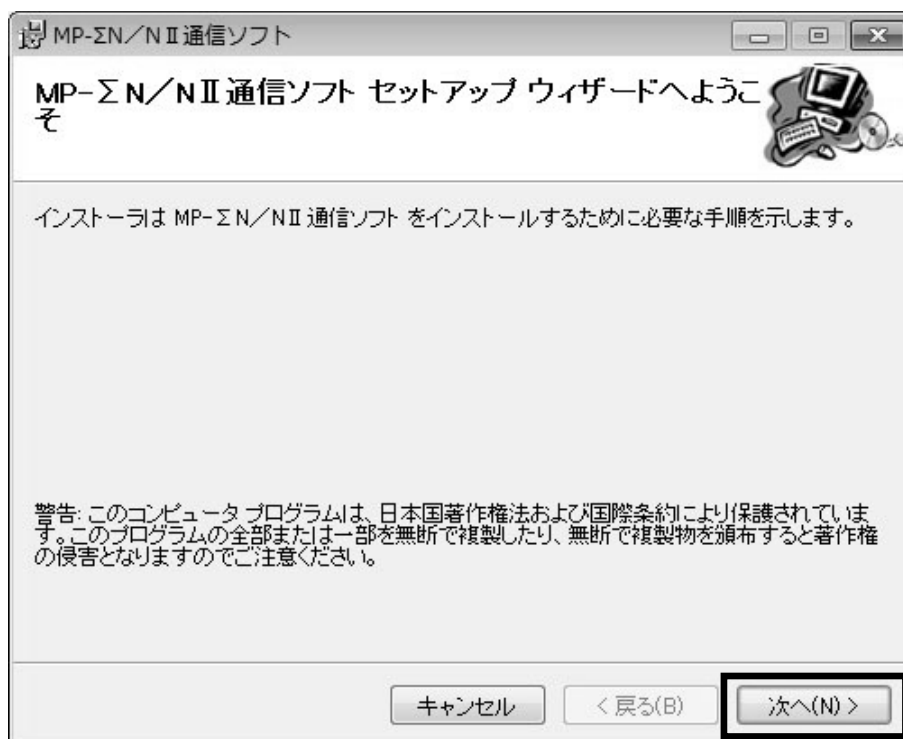 MP-ΣN／NⅡ通信ソフト
MP-ΣN／NⅡ通信ソフト セットアップ ウィザードへようこ
そ
インストーラは MP-ΣN／NⅡ通信ソフト をインストールするために必要な手順を示します。
警告: このコンピュータ プログラムは、日本国著作権法および国際条約により保護されていま
す。このプログラムの全部または一部を無断で複製したり、無断で複製物を頒布すると著作権
の侵害となりますのでご注意ください。
キャンセル
< 戻る(B)
次へ(N) >